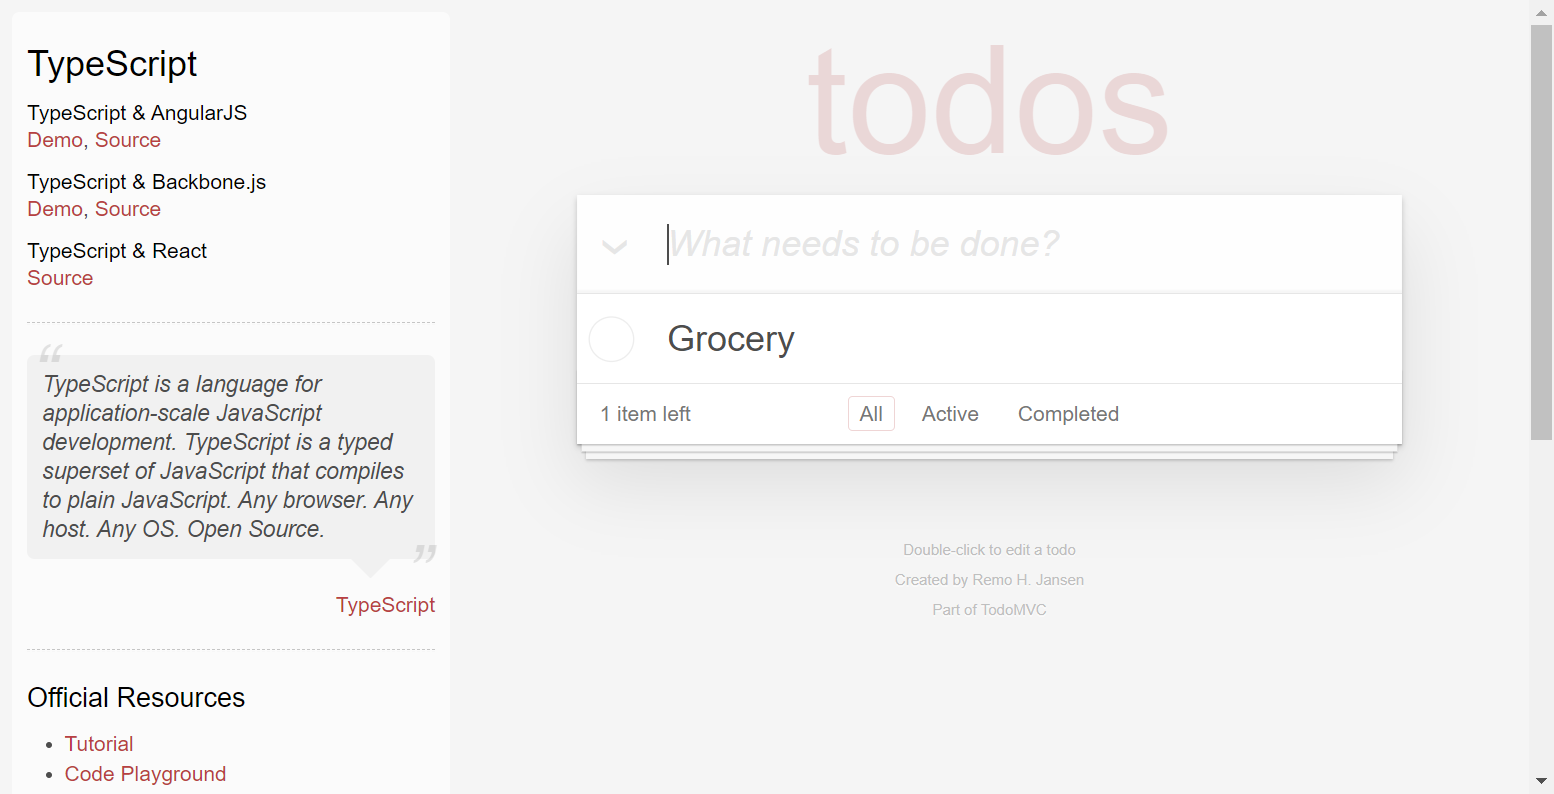 TypeScript
TypeScript & AngularJS
Demo, Source
TypeScript & Backbone.js
Demo, Source
TypeScript & React
Source
“
TypeScript is a language for
application-scale JavaScript
development. TypeScript is a typed
superset of JavaScript that compiles
to plain JavaScript. Any browser. Any
host. Any OS. Open Source.
”
TypeScript
Official Resources
• Tutorial
• Code Playground
todos
What needs to be done?
Grocery
1 item left
All
Active
Completed
Double-click to edit a todo
Created by Remo H. Jansen
Part of TodoMVC